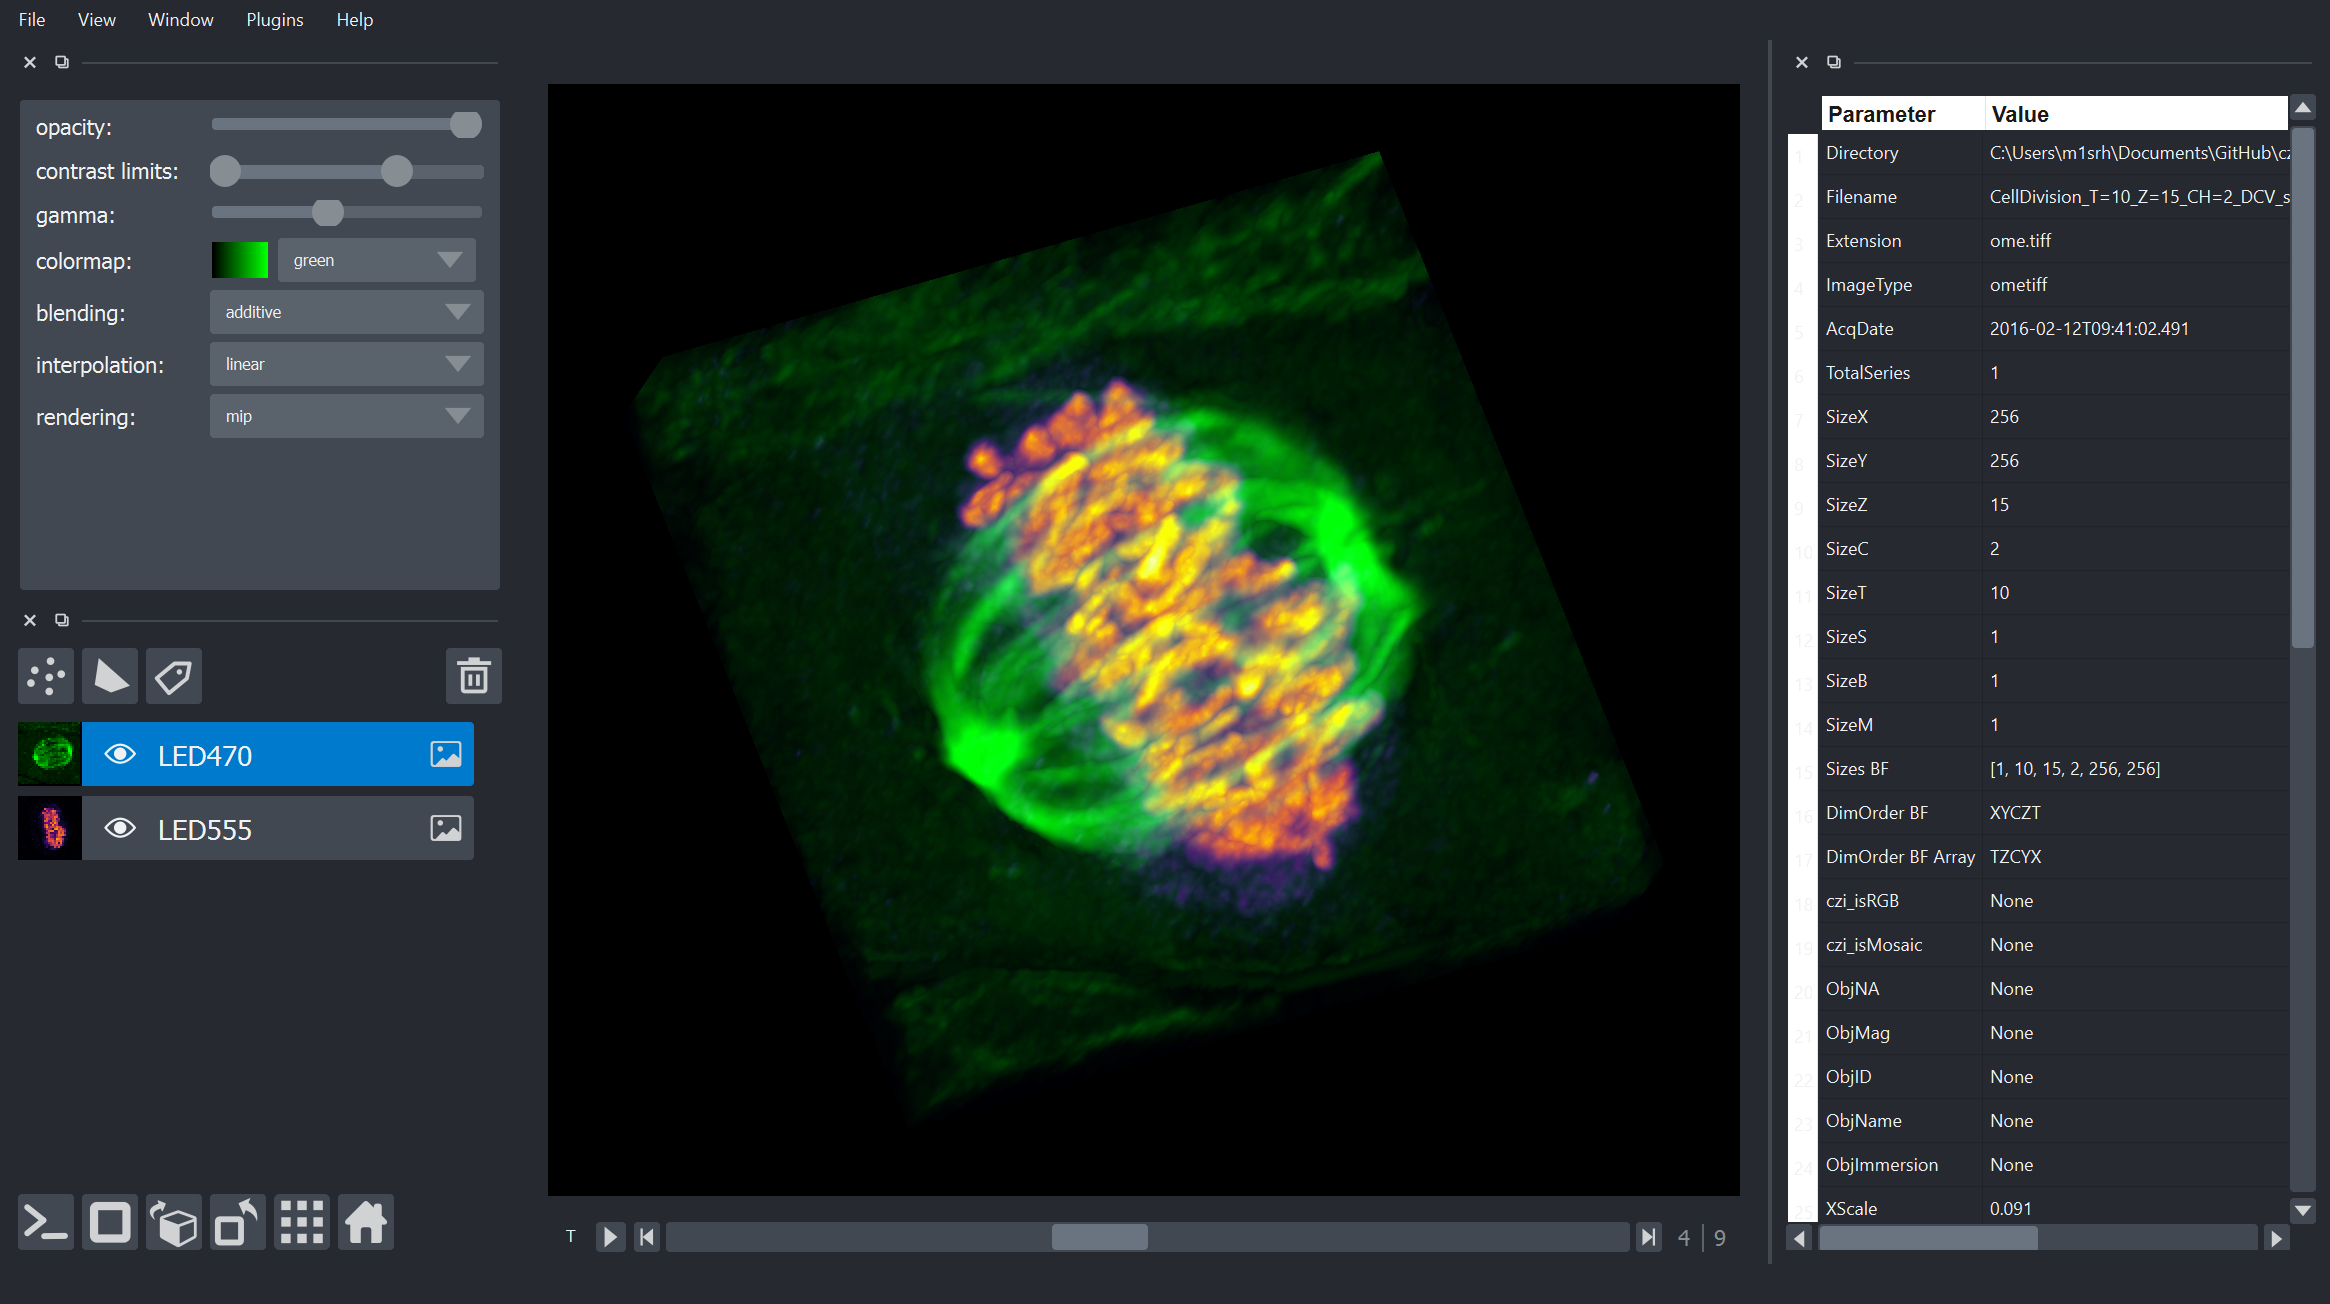 File View Window Plugins Help
opacity:
contrast limits:
gamma:
colormap: green
blending: additive
interpolation: linear
rendering: mip
LED470
LED555
T 4 | 9
Parameter Value
1 Directory C:\Users\m1srh\Documents\GitHub\cz
2 Filename CellDivision_T=10_Z=15_CH=2_DCV_s
3 Extension ome.tiff
4 ImageType ometiff
5 AcqDate 2016-02-12T09:41:02.491
6 TotalSeries 1
7 SizeX 256
8 SizeY 256
9 SizeZ 15
10 SizeC 2
11 SizeT 10
12 SizeS 1
13 SizeB 1
14 SizeM 1
15 Sizes BF [1, 10, 15, 2, 256, 256]
16 DimOrder BF XYCZT
17 DimOrder BF Array TZCYX
18 czi_isRGB None
19 czi_isMosaic None
20 ObjNA None
21 ObjMag None
22 ObjID None
23 ObjName None
24 ObjImmersion None
25 XScale 0.091